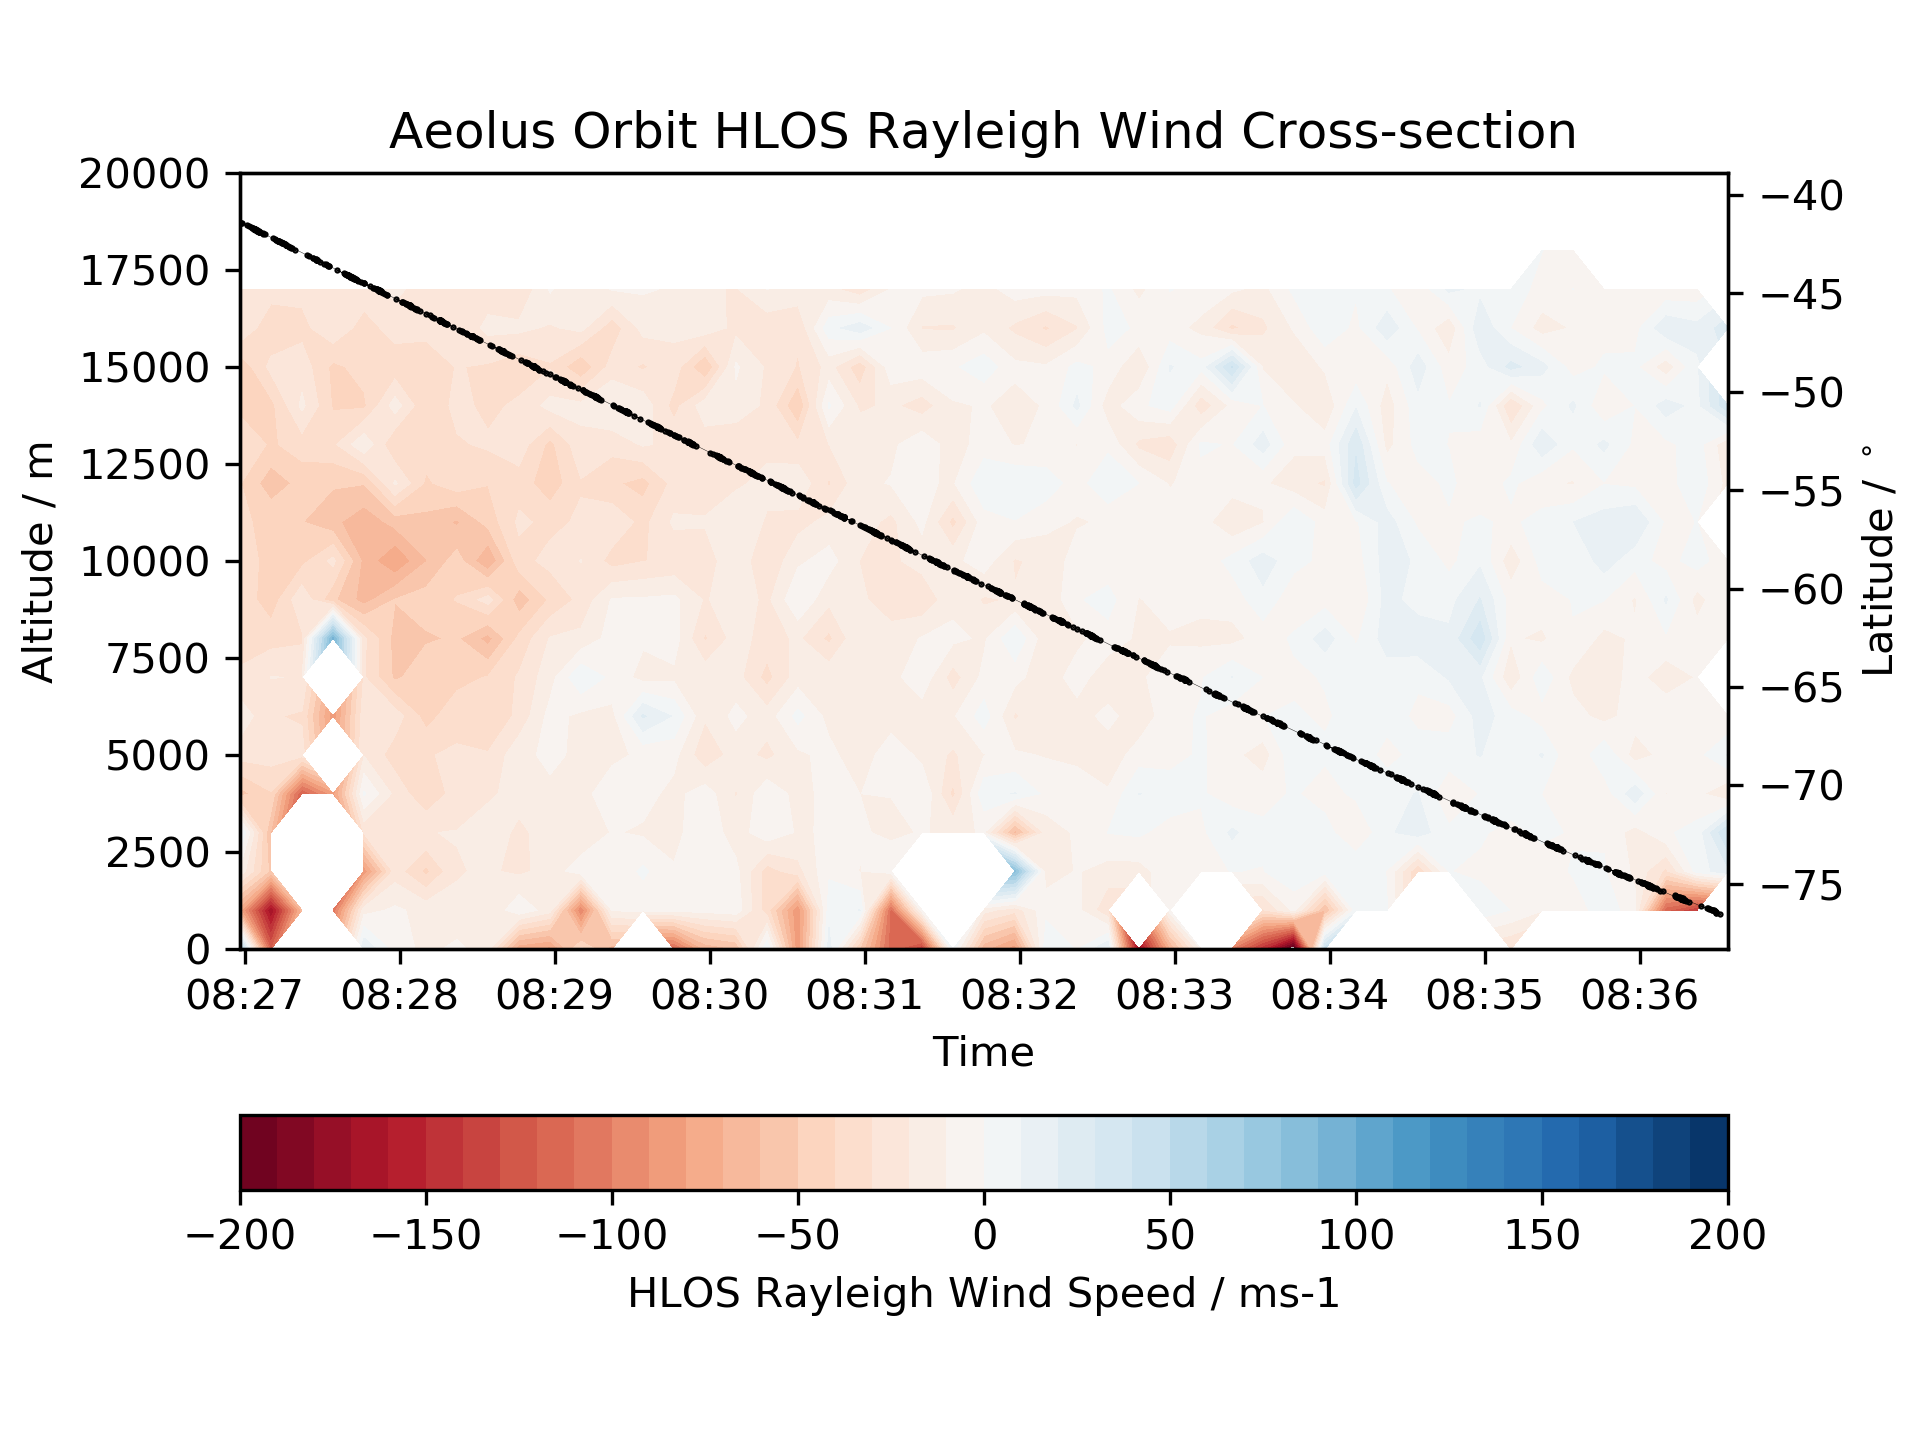 Aeolus Orbit HLOS Rayleigh Wind Cross-section
20000
17500
15000
12500
10000
7500
5000
2500
0
Altitude / m
−40
−45
−50
−55
−60
−65
−70
−75
Latitude / °
08:27 08:28 08:29 08:30 08:31 08:32 08:33 08:34 08:35 08:36
Time
−200 −150 −100 −50 0 50 100 150 200
HLOS Rayleigh Wind Speed / ms-1